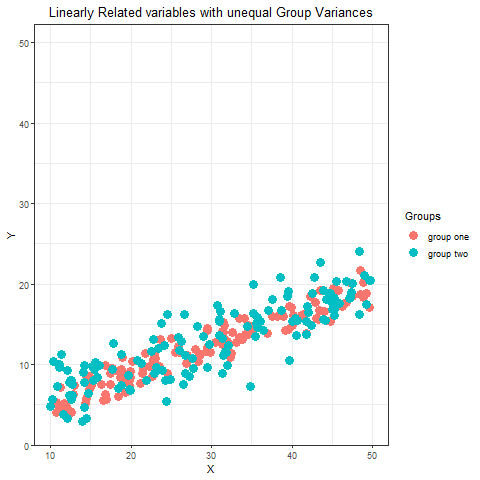 Linearly Related variables with unequal Group Variances
50
40
30
20
10
0
Y
10
20
30
40
50
X
Groups
group one
group two